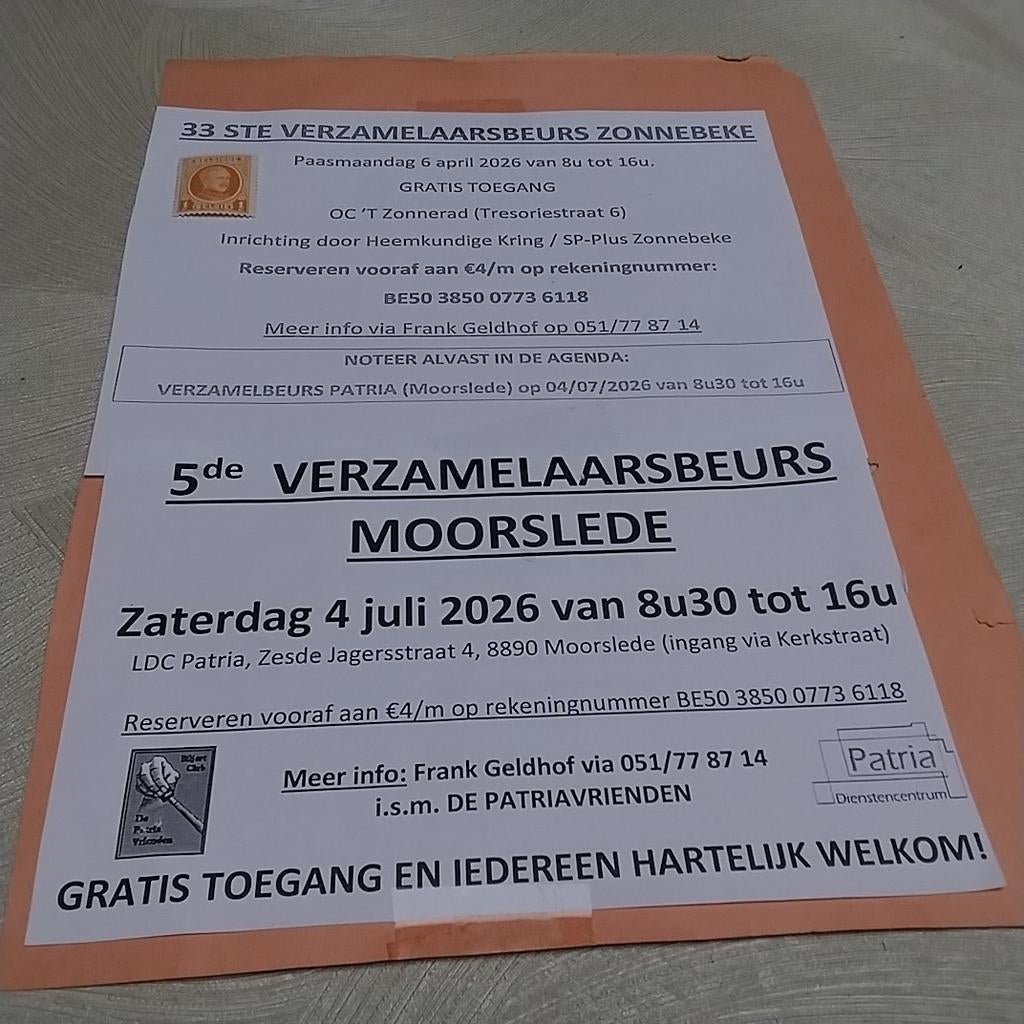 33 STE VERZAMELAARSBEURS ZONNEBEKE
Paasmaandag 6 april 2026 van 8u tot 16u.
GRATIS TOEGANG
OC 'T Zonnerad (Tresoriestraat 6)
Inrichting door Heemkundige Kring / SP-Plus Zonnebeke
Reserveren vooraf aan €4/m op rekeningnummer:
BE50 3850 0773 6118
Meer info via Frank Geldhof op 051/77 87 14
NOTEER ALVAST IN DE AGENDA:
VERZAMELBEURS PATRIA (Moorslede) op 04/07/2026 van 8u30 tot 16u
5de VERZAMELAARSBEURS
MOORSLEDE
Zaterdag 4 juli 2026 van 8u30 tot 16u
LDC Patria, Zesde Jagersstraat 4, 8890 Moorslede (ingang via Kerkstraat)
Reserveren vooraf aan €4/m op rekeningnummer BE50 3850 0773 6118
Biljart
Club
De
Patria
Vrienden
Meer info: Frank Geldhof via 051/77 87 14
i.s.m. DE PATRIAVRIENDEN
Patria
Dienstencentrum
GRATIS TOEGANG EN IEDEREEN HARTELIJK WELKOM!